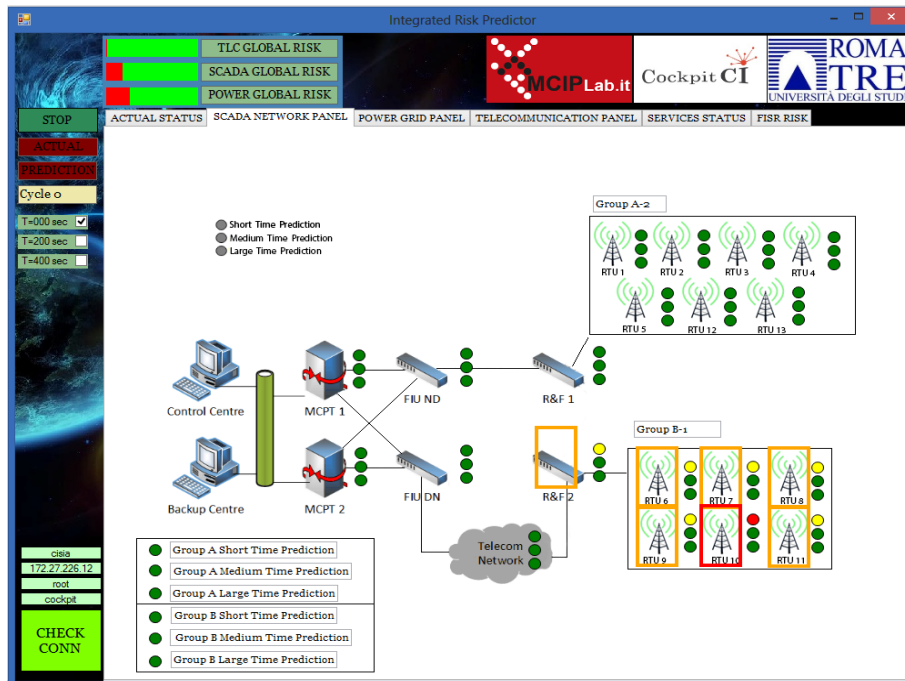 Integrated Risk Predictor
TLC GLOBAL RISK
SCADA GLOBAL RISK
POWER GLOBAL RISK
MCIPLab.it
CockpitCI
ROMA
TRE
UNIVERSITÀ DEGLI STUDI
STOP
ACTUAL STATUS
SCADA NETWORK PANEL
POWER GRID PANEL
TELECOMMUNICATION PANEL
SERVICES STATUS
FISR RISK
ACTUAL
PREDICTION
Cycle 0
T=000 sec
T=200 sec
T=400 sec
Short Time Prediction
Medium Time Prediction
Large Time Prediction
Group A-2
RTU 1
RTU 2
RTU 3
RTU 4
RTU 5
RTU 12
RTU 13
Control Centre
MCPT 1
FIU ND
R&F 1
Group B-1
Backup Centre
MCPT 2
FIU DN
R&F 2
RTU 6
RTU 7
RTU 8
RTU 9
RTU 10
RTU 11
Telecom
Network
Group A Short Time Prediction
Group A Medium Time Prediction
Group A Large Time Prediction
Group B Short Time Prediction
Group B Medium Time Prediction
Group B Large Time Prediction
cisia
172.27.226.12
root
cockpit
CHECK
CONN